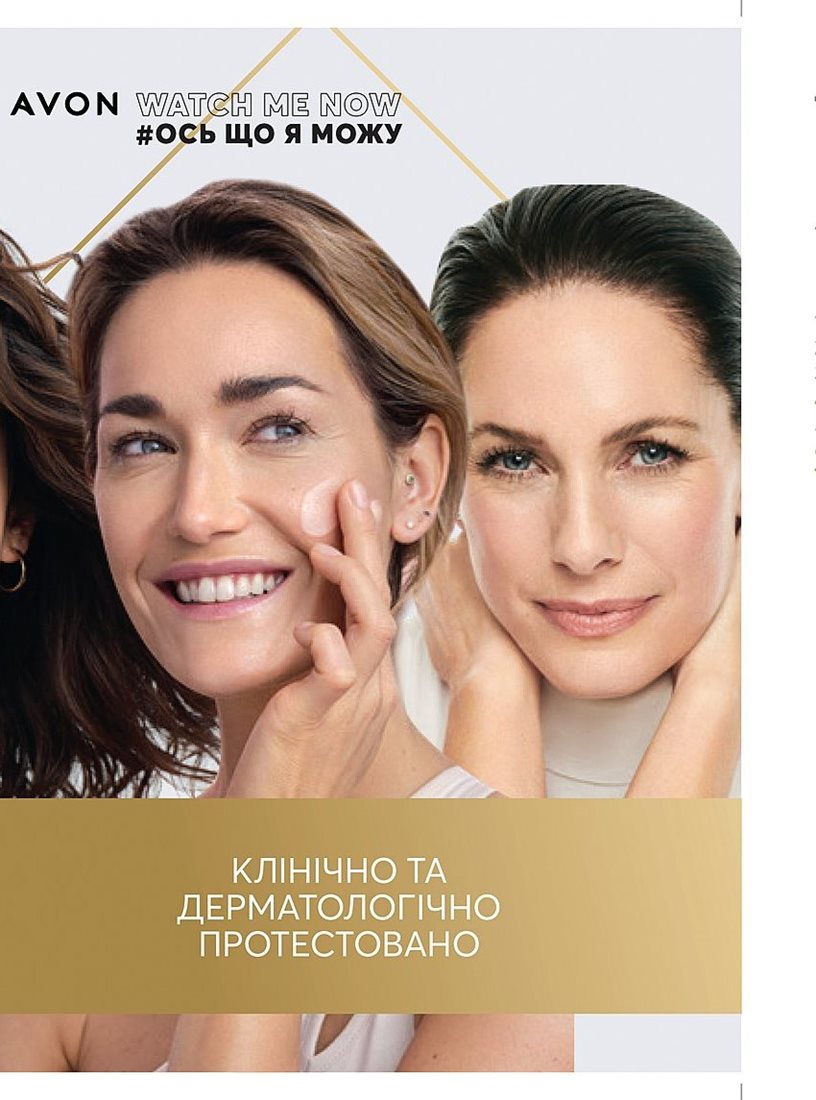 AVON WATCH ME NOW
#ОСЬ ЩО Я МОЖУ
КЛІНІЧНО ТА
ДЕРМАТОЛОГІЧНО
ПРОТЕСТОВАНО